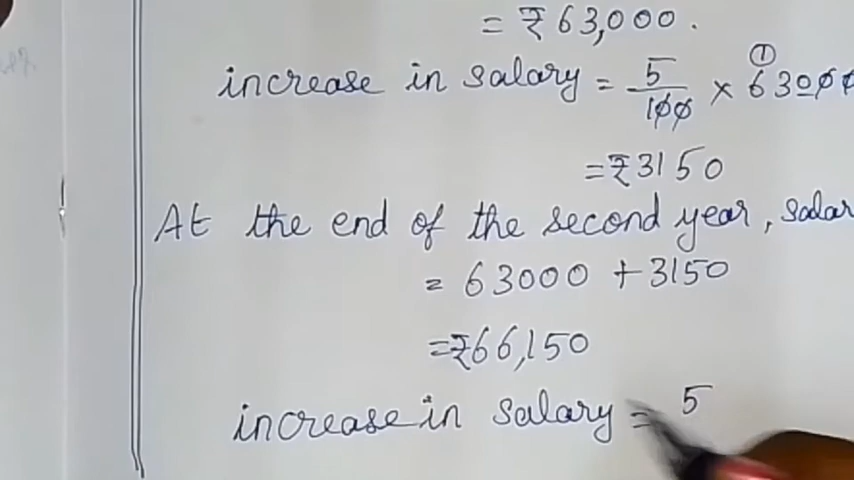 = ₹63,000.
increase in salary = 5/100 × 63000
= ₹3150
At the end of the second year, salar
= 63000 + 3150
= ₹66,150
increase in salary = 5